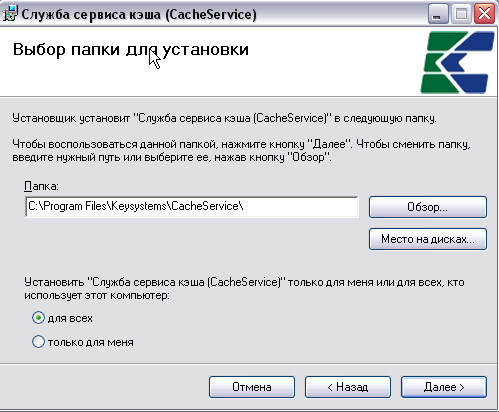 Служба сервиса кэша (CacheService)
Выбор папки для установки
Установщик установит "Служба сервиса кэша (CacheService)" в следующую папку.
Чтобы воспользоваться данной папкой, нажмите кнопку "Далее". Чтобы сменить папку,
введите нужный путь или выберите ее, нажав кнопку "Обзор".
Папка:
C:\Program Files\Keysystems\CacheService\
Обзор...
Место на дисках...
Установить "Служба сервиса кэша (CacheService)" только для меня или для всех, кто
использует этот компьютер:
для всех
только для меня
Отмена
< Назад
Далее >